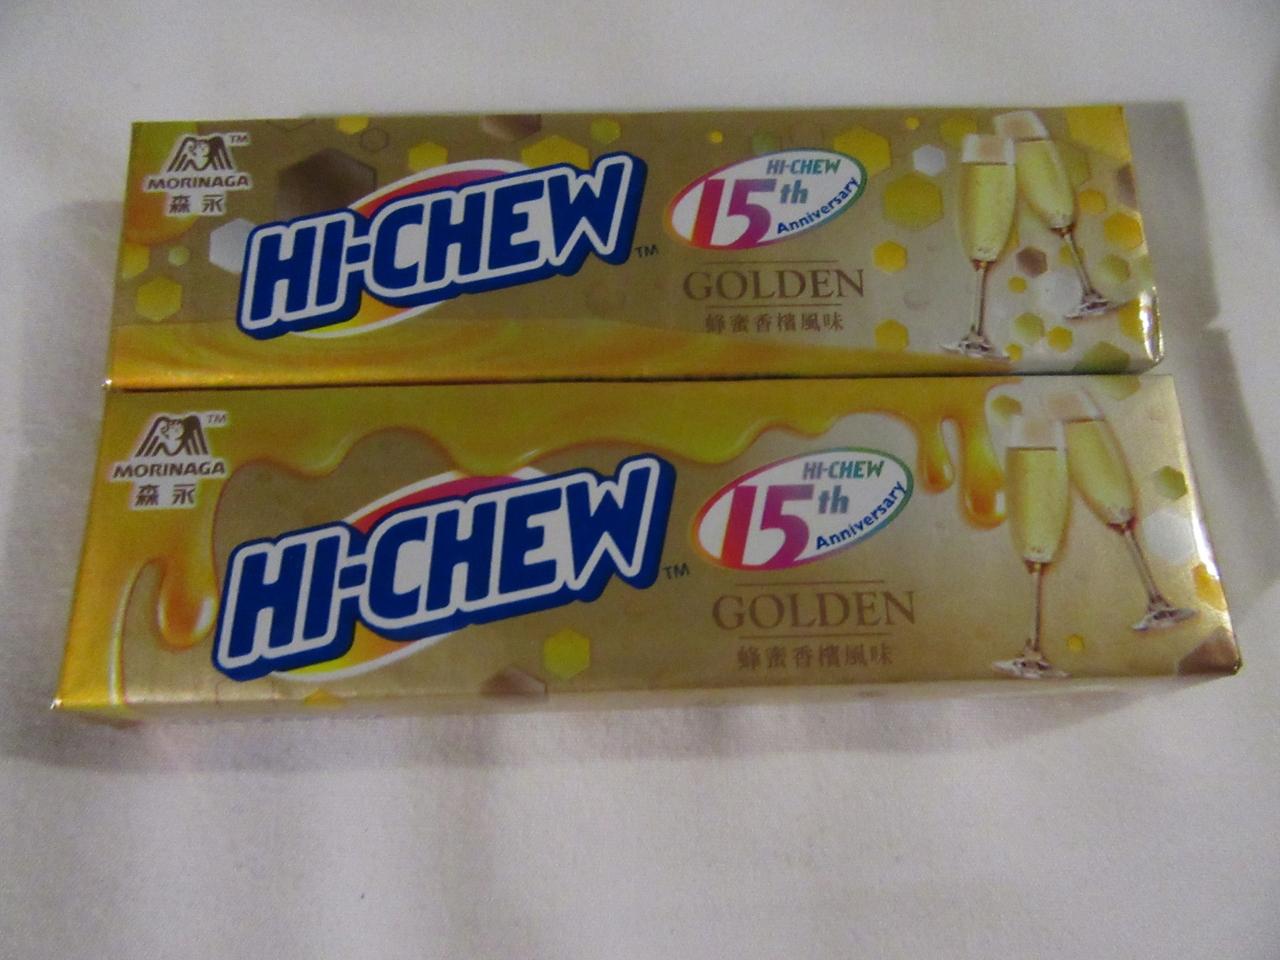 TM
MORINAGA
森永
HI-CHEW
TM
HI-CHEW
15th
Anniversary
GOLDEN
蜂蜜香檳風味
TM
MORINAGA
森永
HI-CHEW
TM
HI-CHEW
15th
Anniversary
GOLDEN
蜂蜜香檳風味